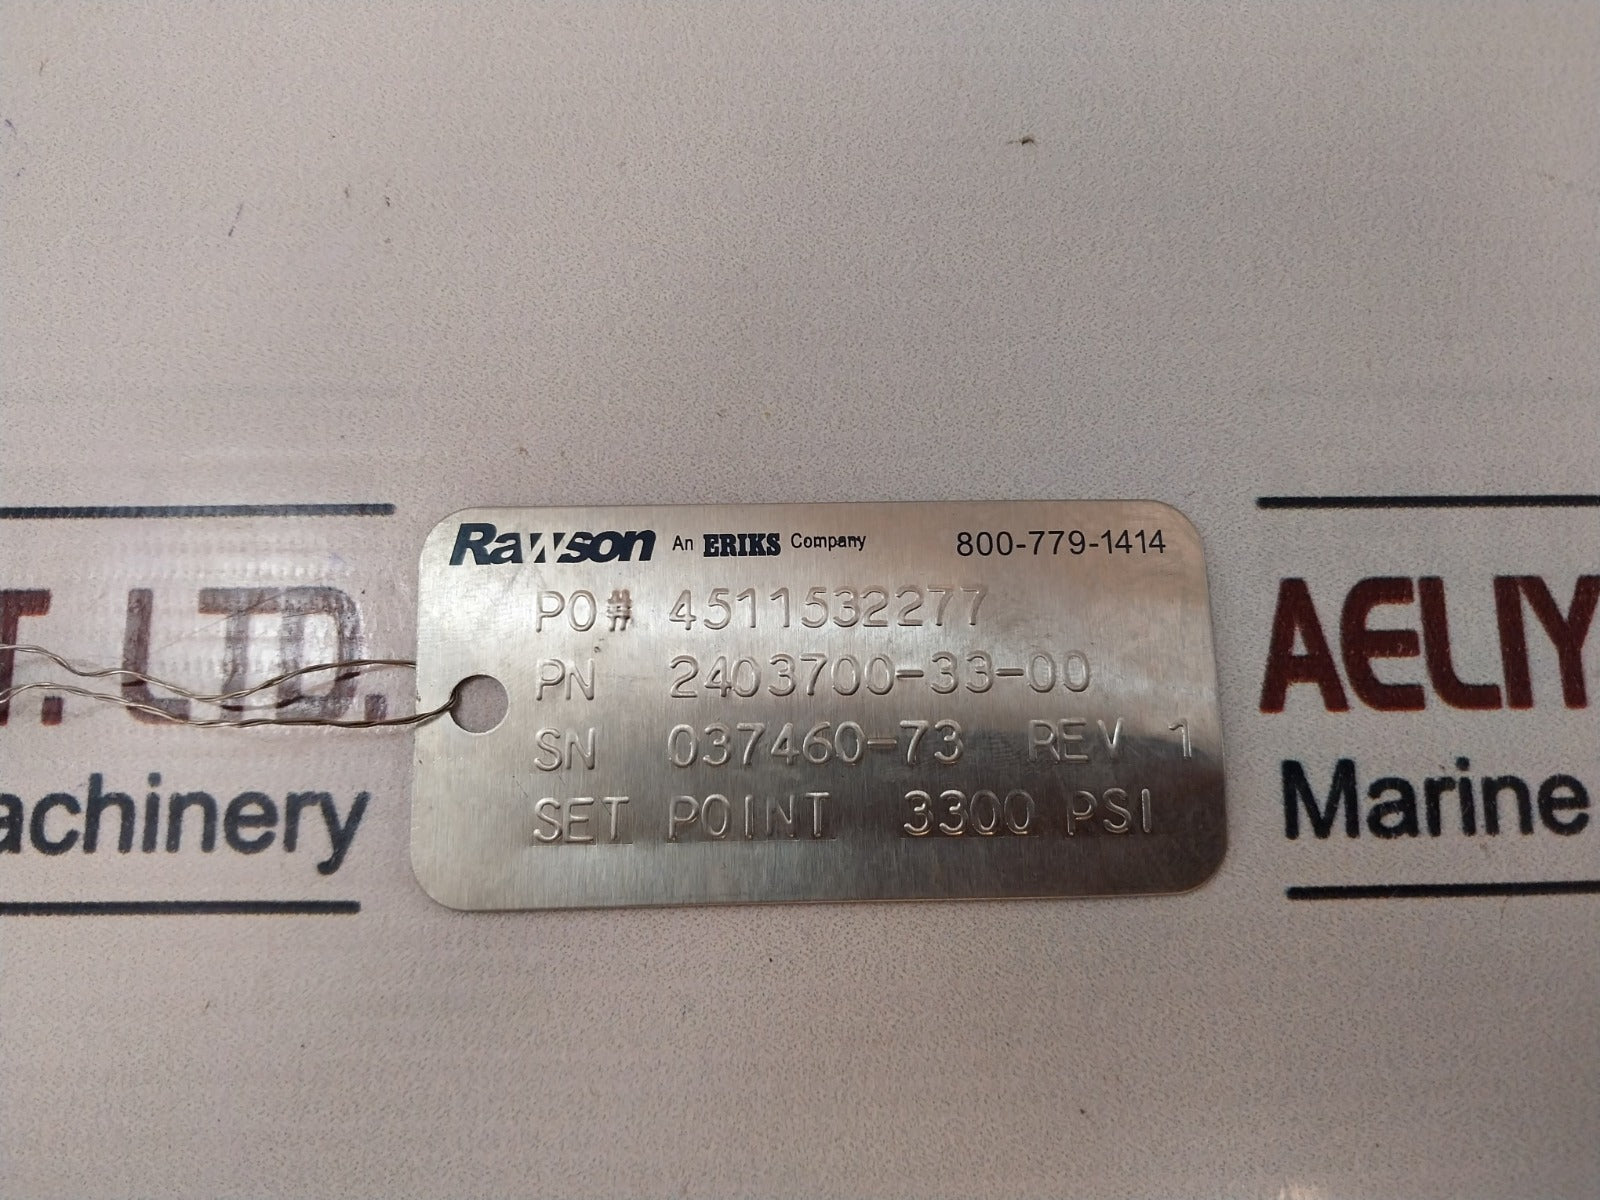 Rawson An ERIKS Company 800-779-1414
PO# 4511532277
PN 2403700-33-00
SN 037460-73 REV 1
SET POINT 3300 PSI
T. LTD.
achinery
AELIY
Marine